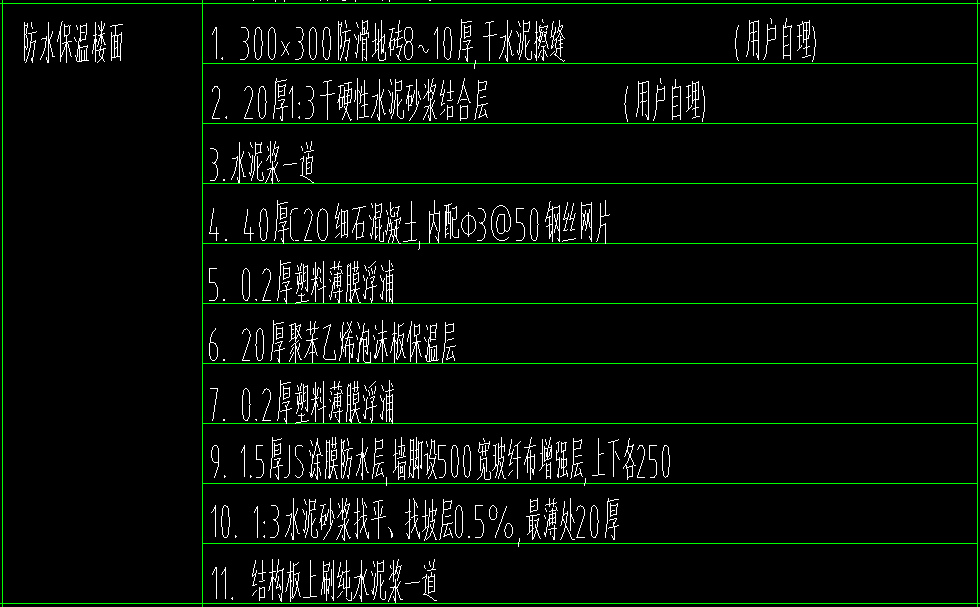 防水保温楼面
1. 300×300防滑地砖8~10厚,干水泥擦缝 (用户自理)
2. 20厚1:3干硬性水泥砂浆结合层 (用户自理)
3.水泥浆一道
4. 40厚C20细石混凝土,内配Φ3@50钢丝网片
5. 0.2厚塑料薄膜浮浦
6. 20厚聚苯乙烯泡沫板保温层
7. 0.2厚塑料薄膜浮浦
9. 1.5厚JS涂膜防水层,墙脚设500宽玻纤布增强层,上下各250
10. 1:3水泥砂浆找平、找坡层0.5%,最薄处20厚
11. 结构板上刷纯水泥浆一道